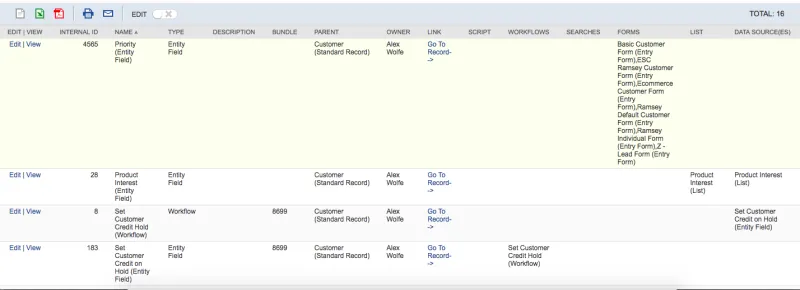 EDIT TOTAL: 16
EDIT | VIEW INTERNAL ID NAME ▲ TYPE DESCRIPTION BUNDLE PARENT OWNER LINK SCRIPT WORKFLOWS SEARCHES FORMS LIST DATA SOURCE(ES)
Edit | View 4565 Priority Entity Customer Alex Go To Basic Customer
(Entity Field (Standard Record) Wolfe Record- Form (Entry
Field) -> Form),ESC
Ramsey Customer
Form (Entry
Form),Ecommerce
Customer Form
(Entry
Form),Ramsey
Default Customer
Form (Entry
Form),Ramsey
Individual Form
(Entry Form),Z -
Lead Form (Entry
Form)
Edit | View 28 Product Entity Customer Alex Go To Product Product Interest
Interest Field (Standard Record) Wolfe Record- Interest (List)
(Entity -> (List)
Field)
Edit | View 8 Set Workflow 8699 Customer Alex Go To Set Customer
Customer (Standard Record) Wolfe Record- Credit on Hold
Credit Hold -> (Entity Field)
(Workflow)
Edit | View 183 Set Entity 8699 Customer Alex Go To Set Customer
Customer Field (Standard Record) Wolfe Record- Credit Hold
Credit on -> (Workflow)
Hold (Entity
Field)